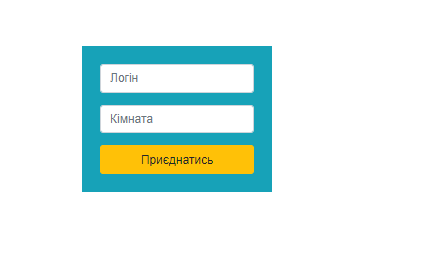 Логін
Кімната
Приєднатись